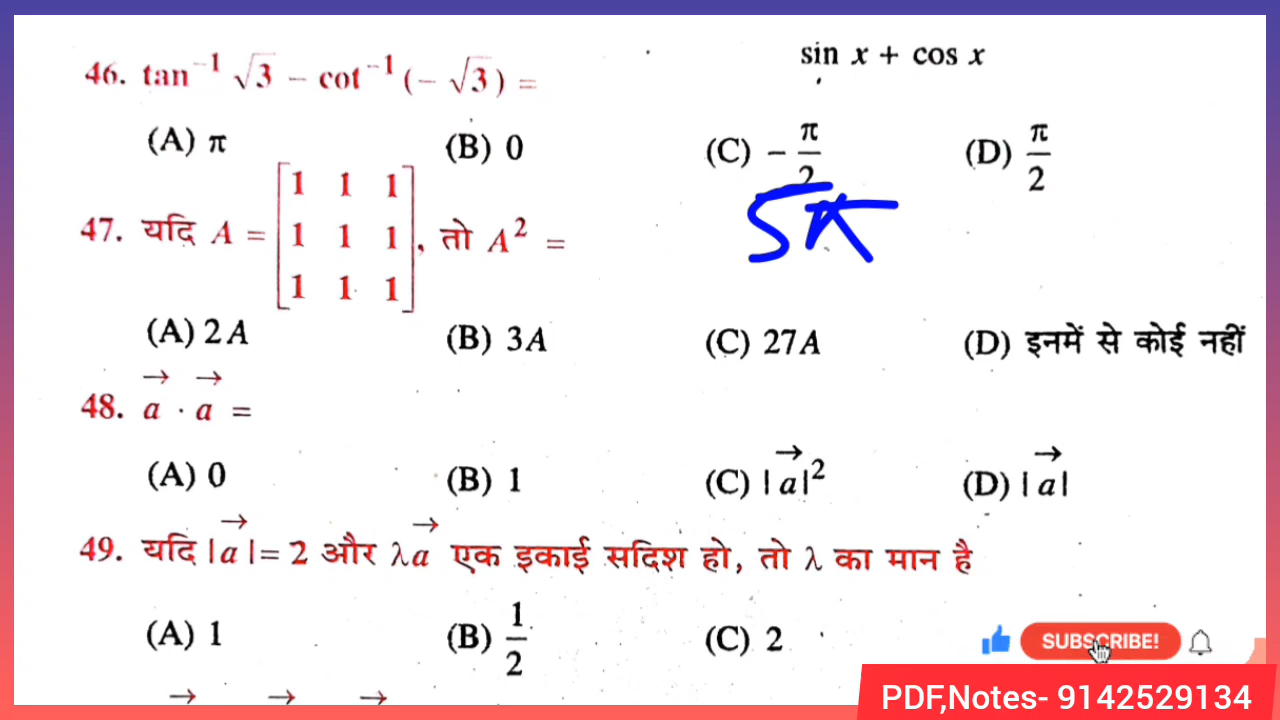 sin x + cos x
46. tan⁻¹ √3 − cot⁻¹ (− √3) =
(A) π (B) 0 (C) − π/2 (D) π/2
5π
47. यदि A = [1 1 1
1 1 1
1 1 1], तो A² =
(A) 2A (B) 3A (C) 27A (D) इनमें से कोई नहीं
48. a⃗ · a⃗ =
(A) 0 (B) 1 (C) |a⃗|² (D) |a⃗|
49. यदि |a⃗| = 2 और λa⃗ एक इकाई सदिश हो, तो λ का मान है
(A) 1 (B) 1/2 (C) 2
SUBSCRIBE!
PDF,Notes- 9142529134